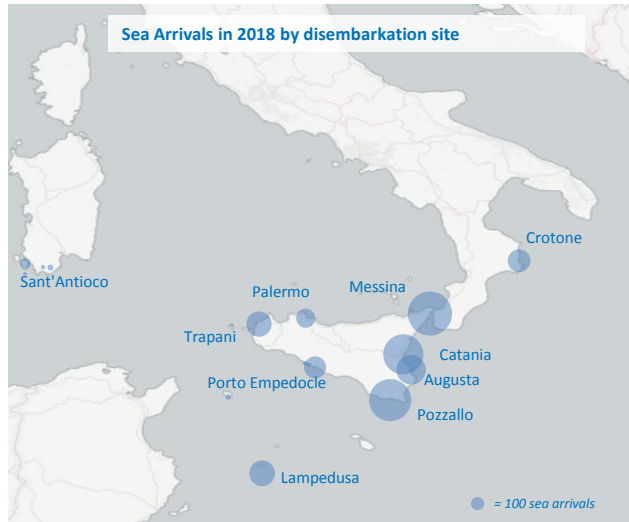 Sea Arrivals in 2018 by disembarkation site
Crotone
Sant'Antioco
Palermo
Messina
Trapani
Catania
Porto Empedocle
Augusta
Pozzallo
Lampedusa
= 100 sea arrivals